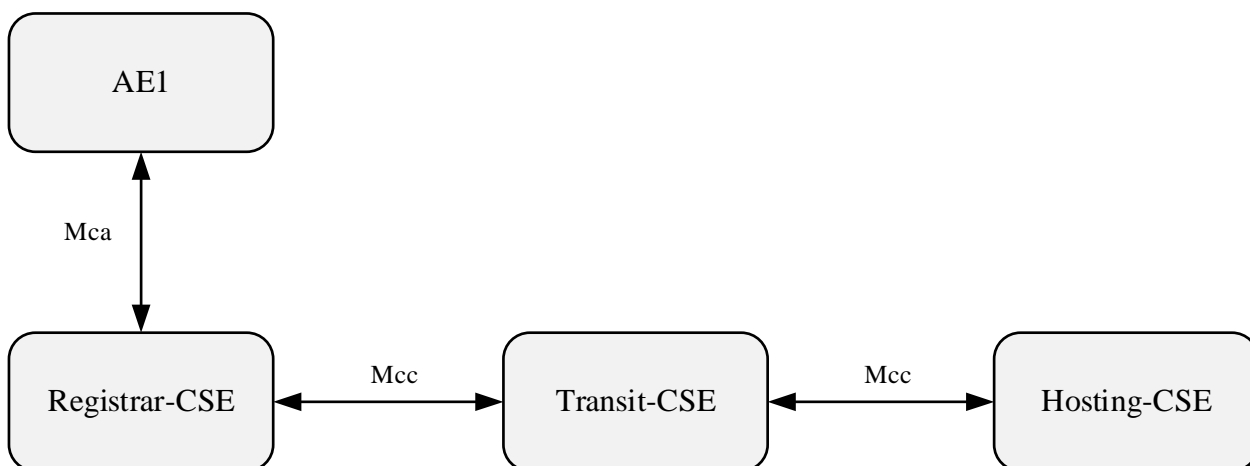 AE1
Mca
Registrar-CSE
Mcc
Transit-CSE
Mcc
Hosting-CSE